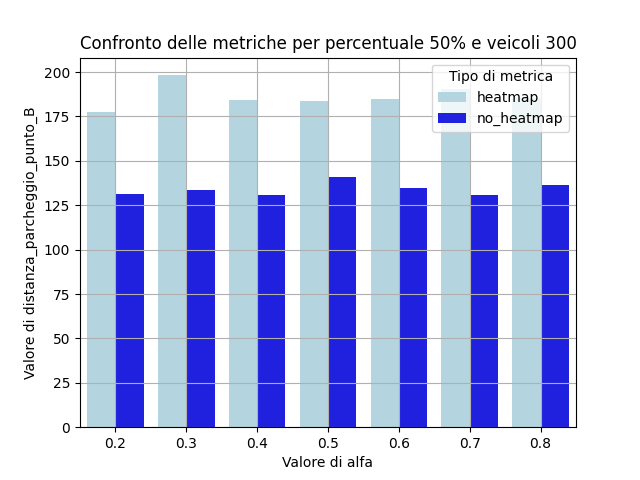 Confronto delle metriche per percentuale 50% e veicoli 300
Valore di distanza_parcheggio_punto_B
200
175
150
125
100
75
50
25
0
Tipo di metrica
heatmap
no_heatmap
0.2 0.3 0.4 0.5 0.6 0.7 0.8
Valore di alfa